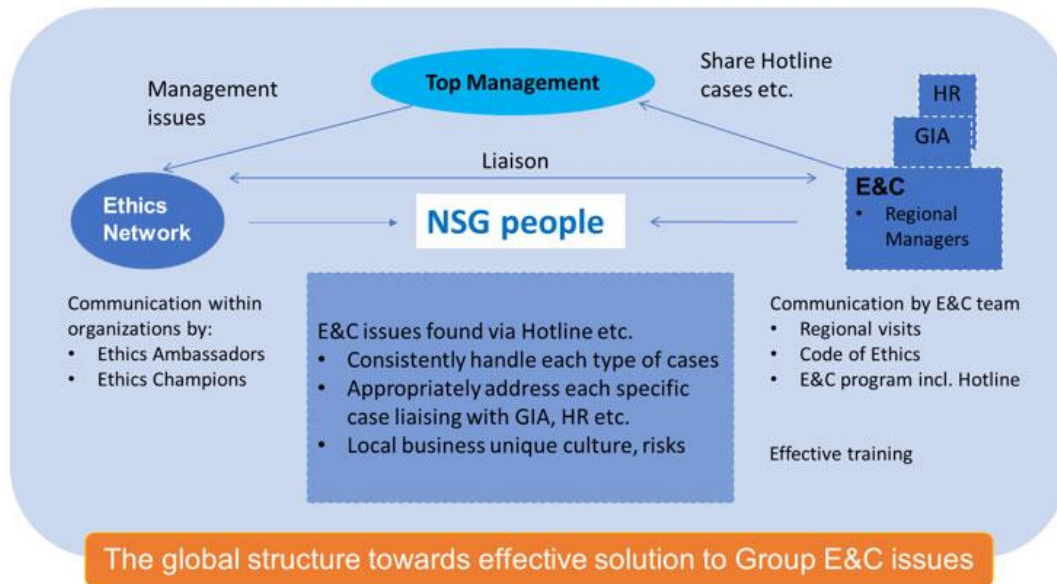 Top Management
Management
issues
Share Hotline
cases etc.
HR
GIA
Liaison
Ethics
Network
NSG people
E&C
• Regional
Managers
Communication within
organizations by:
• Ethics Ambassadors
• Ethics Champions
E&C issues found via Hotline etc.
• Consistently handle each type of cases
• Appropriately address each specific
case liaising with GIA, HR etc.
• Local business unique culture, risks
Communication by E&C team
• Regional visits
• Code of Ethics
• E&C program incl. Hotline
Effective training
The global structure towards effective solution to Group E&C issues